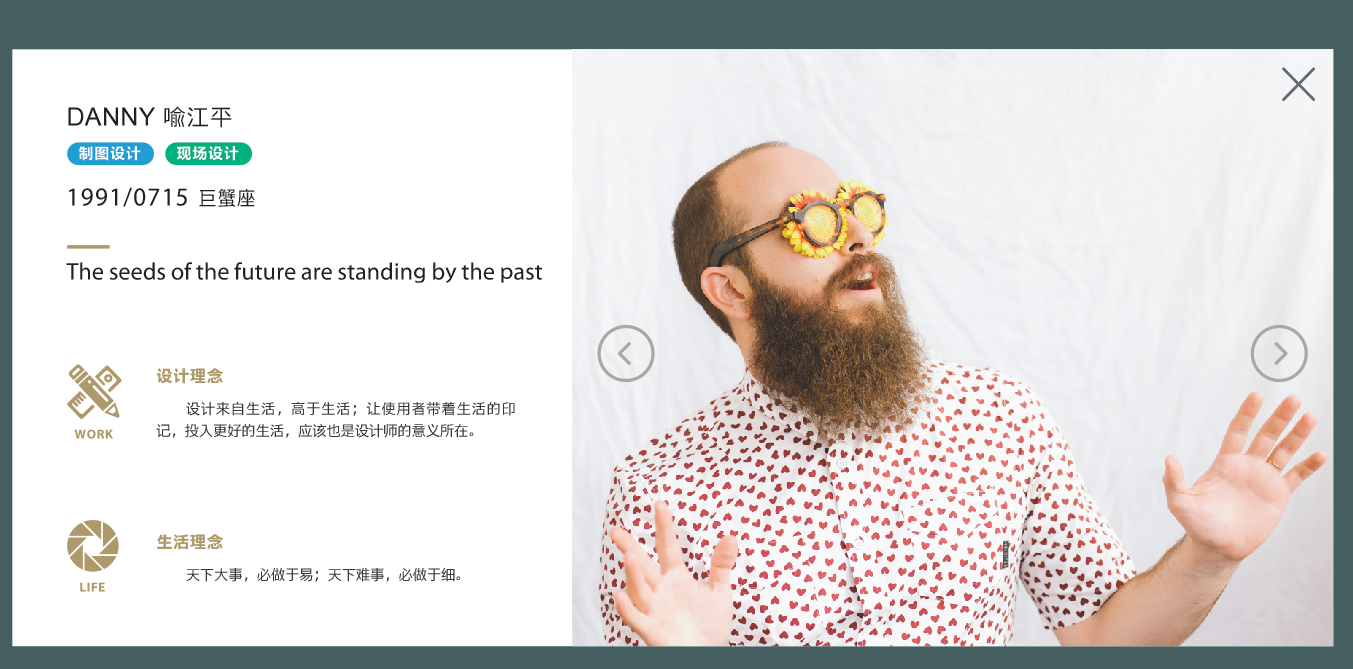 DANNY 喩江平
制图设计 现场设计
1991/0715 巨蟹座
The seeds of the future are standing by the past
设计理念
设计来自生活，高于生活；让使用者带着生活的印
记，投入更好的生活，应该也是设计师的意义所在。
WORK
生活理念
天下大事，必做于易；天下难事，必做于细。
LIFE